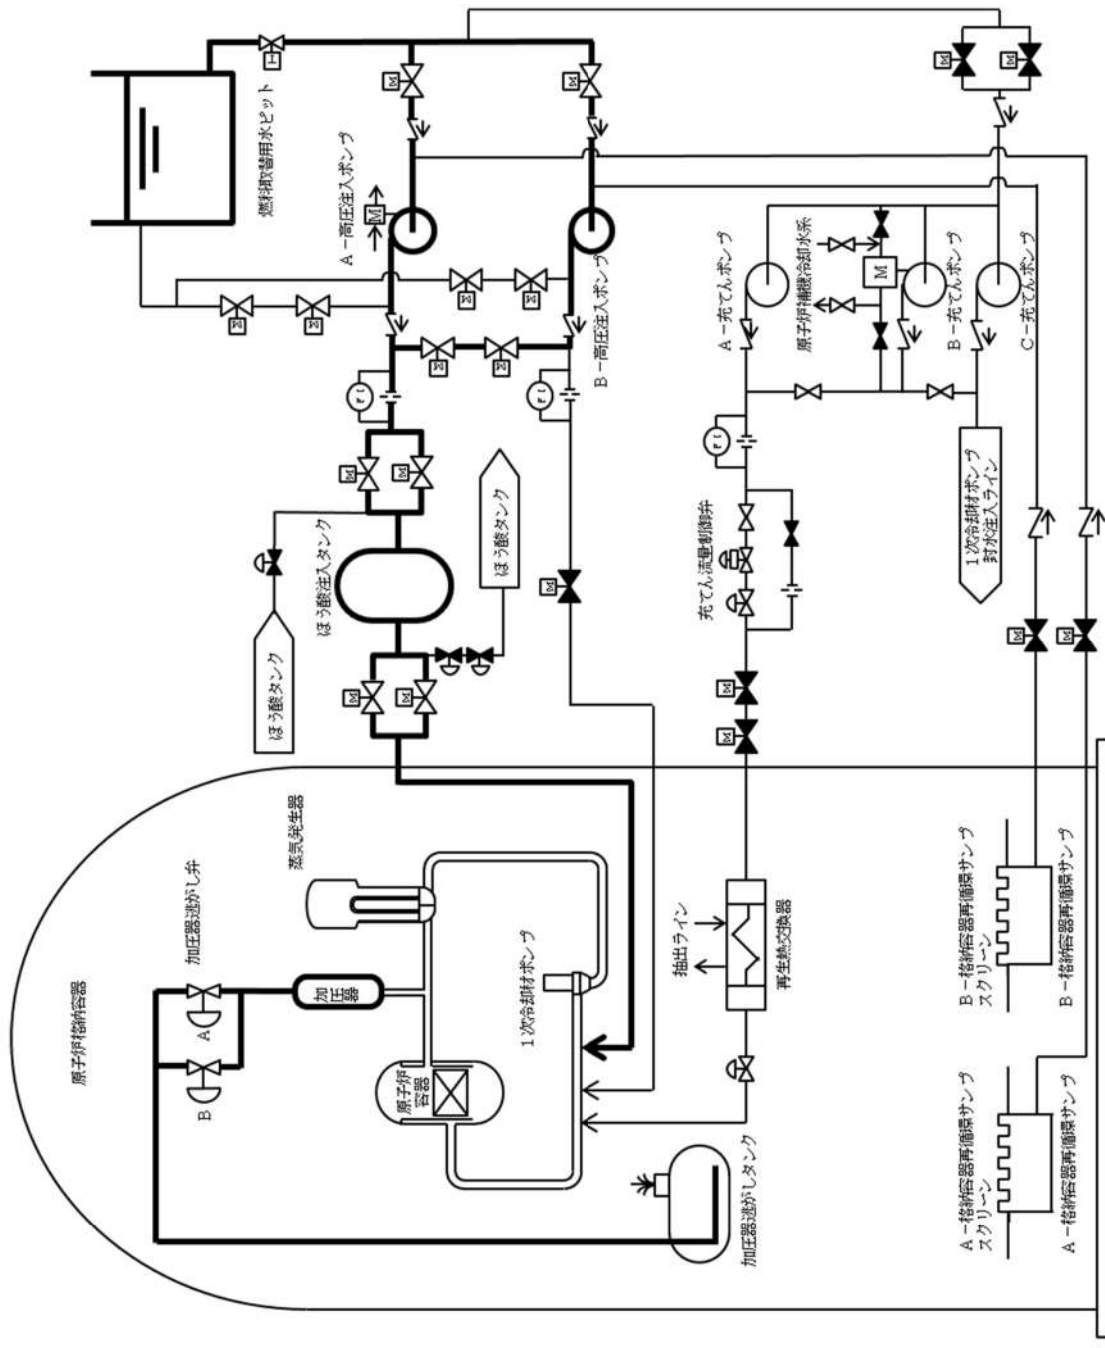 燃料取替用水ピット
A－高圧注入ポンプ
M
B－高圧注入ポンプ
A－充てんポンプ
原子炉補機冷却水系
M
B－充てんポンプ
C－充てんポンプ
1次冷却材ポンプ
封水注入ライン
充てん流量制御弁
ほう酸注入タンク
ほう酸タンク
ほう酸タンク
原子炉格納容器
加圧器逃がし弁
A
B
蒸気発生器
加圧器
1次冷却材ポンプ
原子炉
容器
抽出ライン
再生熱交換器
加圧器逃がしタンク
B－格納容器再循環サンプ
スクリーン
B－格納容器再循環サンプ
A－格納容器再循環サンプ
スクリーン
A－格納容器再循環サンプ